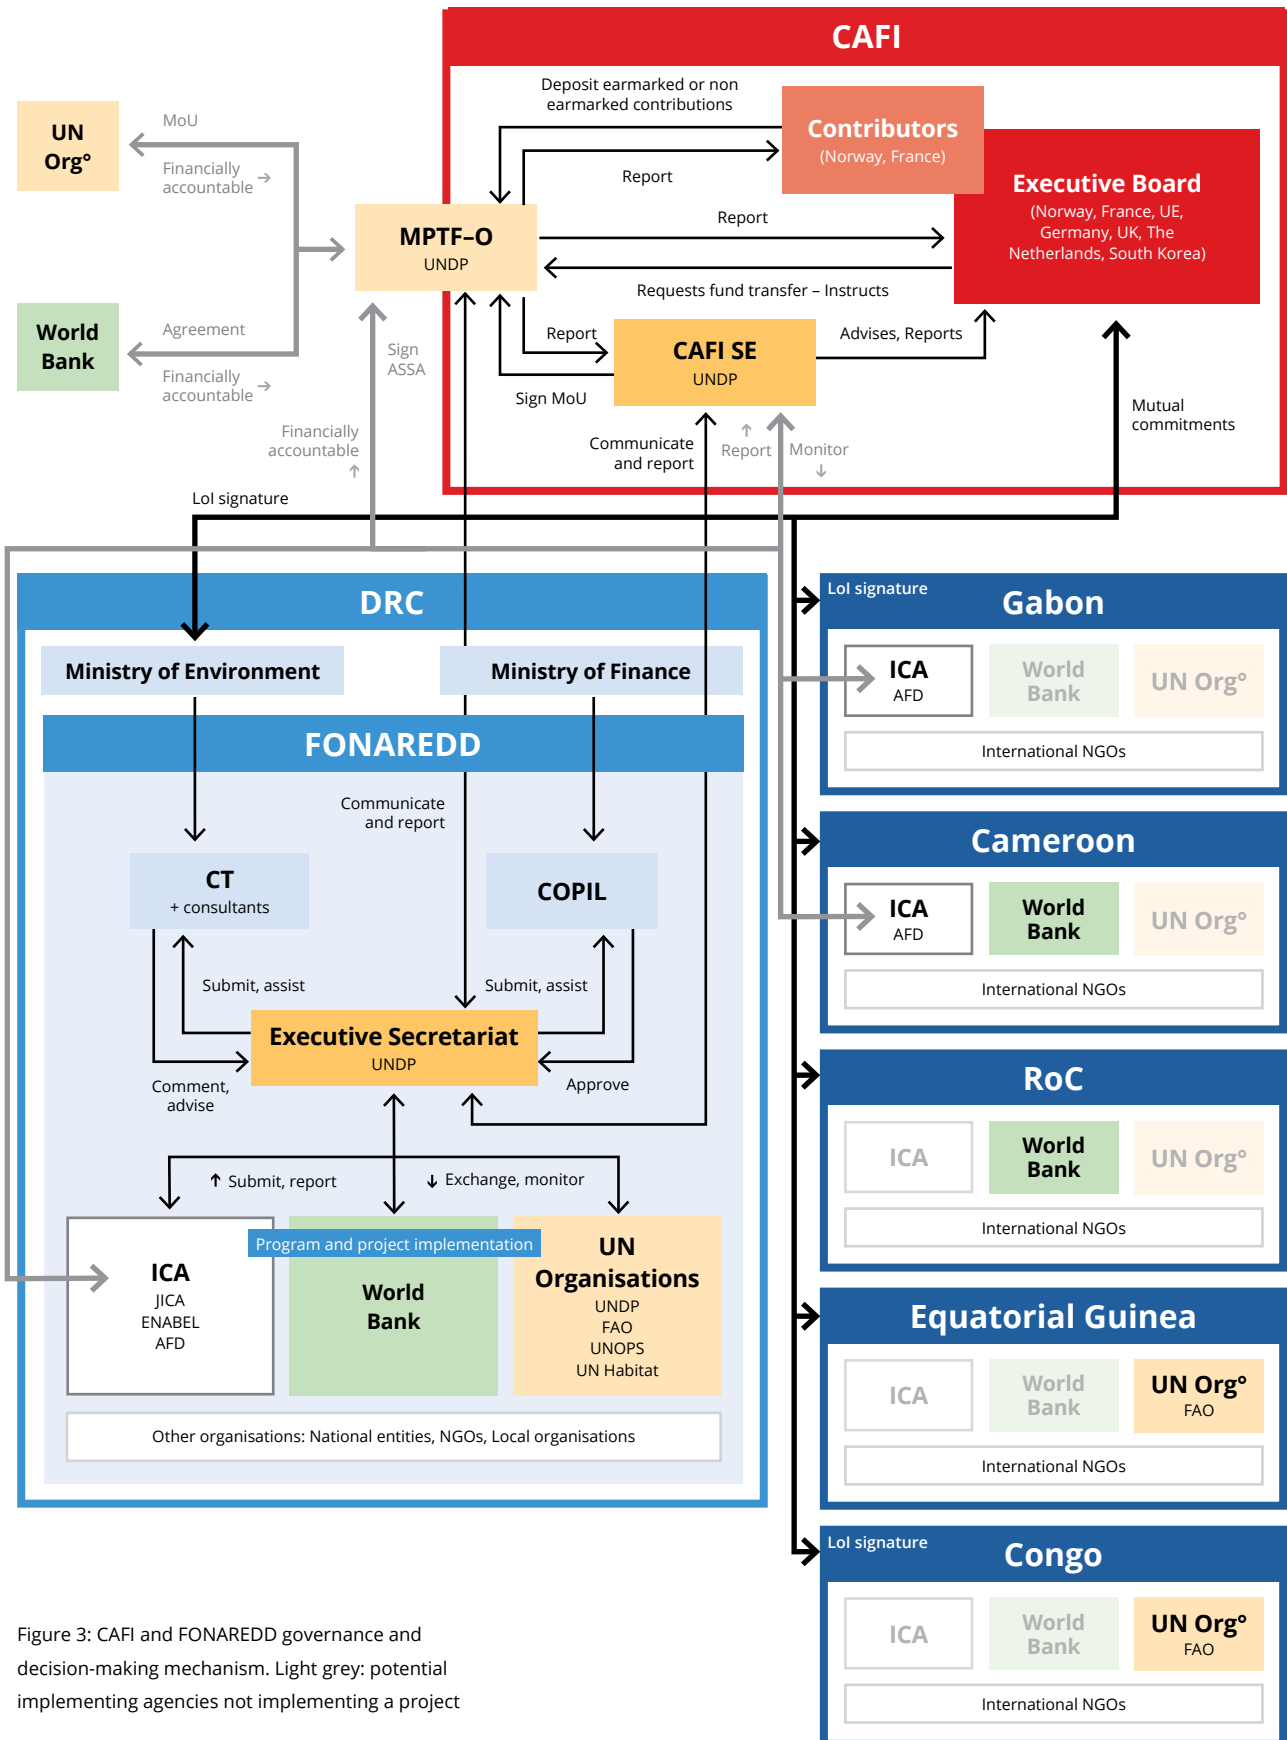 CAFI
Deposit earmarked or non
earmarked contributions
Contributors
(Norway, France)
Report
Executive Board
(Norway, France, UE,
Germany, UK, The
Netherlands, South Korea)
UN
Org°
MoU
Financially
accountable →
MPTF–O
UNDP
Report
Requests fund transfer – Instructs
World
Bank
Agreement
Financially
accountable →
Sign
ASSA
Report
CAFI SE
UNDP
Advises, Reports
Sign MoU
Financially
accountable
↑
Communicate
and report
↑
Report
Monitor
↓
Mutual
commitments
LoI signature
DRC
Ministry of Environment
Ministry of Finance
FONAREDD
Communicate
and report
CT
+ consultants
COPIL
Submit, assist
Submit, assist
Executive Secretariat
UNDP
Comment,
advise
Approve
↑ Submit, report
↓ Exchange, monitor
Program and project implementation
ICA
JICA
ENABEL
AFD
World
Bank
UN
Organisations
UNDP
FAO
UNOPS
UN Habitat
Other organisations: National entities, NGOs, Local organisations
LoI signature
Gabon
ICA
AFD
World
Bank
UN Org°
International NGOs
Cameroon
ICA
AFD
World
Bank
UN Org°
International NGOs
RoC
ICA
World
Bank
UN Org°
International NGOs
Equatorial Guinea
ICA
World
Bank
UN Org°
FAO
International NGOs
LoI signature
Congo
ICA
World
Bank
UN Org°
FAO
International NGOs
Figure 3: CAFI and FONAREDD governance and
decision-making mechanism. Light grey: potential
implementing agencies not implementing a project